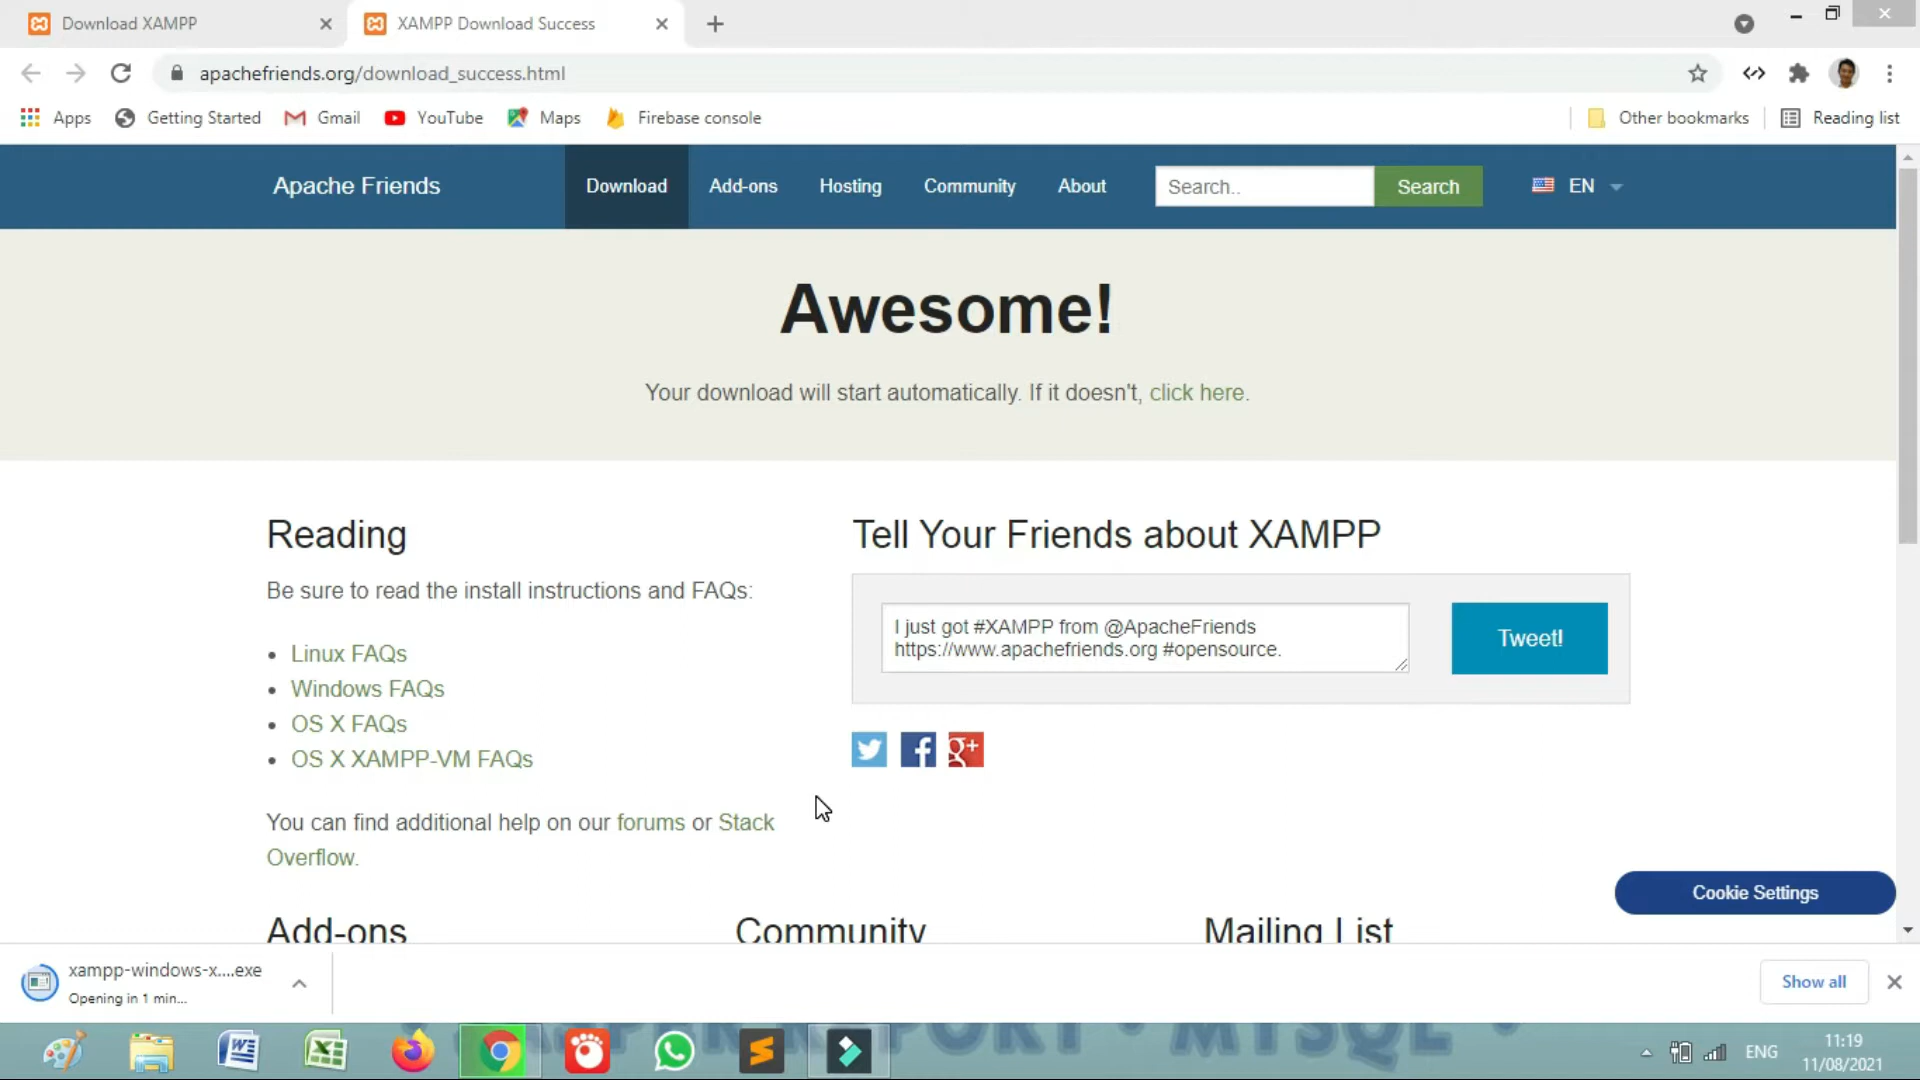 Download XAMPP
XAMPP Download Success
apachefriends.org/download_success.html
Apps
Getting Started
Gmail
YouTube
Maps
Firebase console
Other bookmarks
Reading list
Apache Friends
Download
Add-ons
Hosting
Community
About
Search..
Search
EN
Awesome!
Your download will start automatically. If it doesn't, click here.
Reading
Be sure to read the install instructions and FAQs:
Linux FAQs
Windows FAQs
OS X FAQs
OS X XAMPP-VM FAQs
You can find additional help on our forums or Stack
Overflow.
Tell Your Friends about XAMPP
I just got #XAMPP from @ApacheFriends
https://www.apachefriends.org #opensource.
Tweet!
Add-ons
Community
Mailing List
Cookie Settings
xampp-windows-x....exe
Opening in 1 min...
Show all
MYSQL
ENG
11:19
11/08/2021